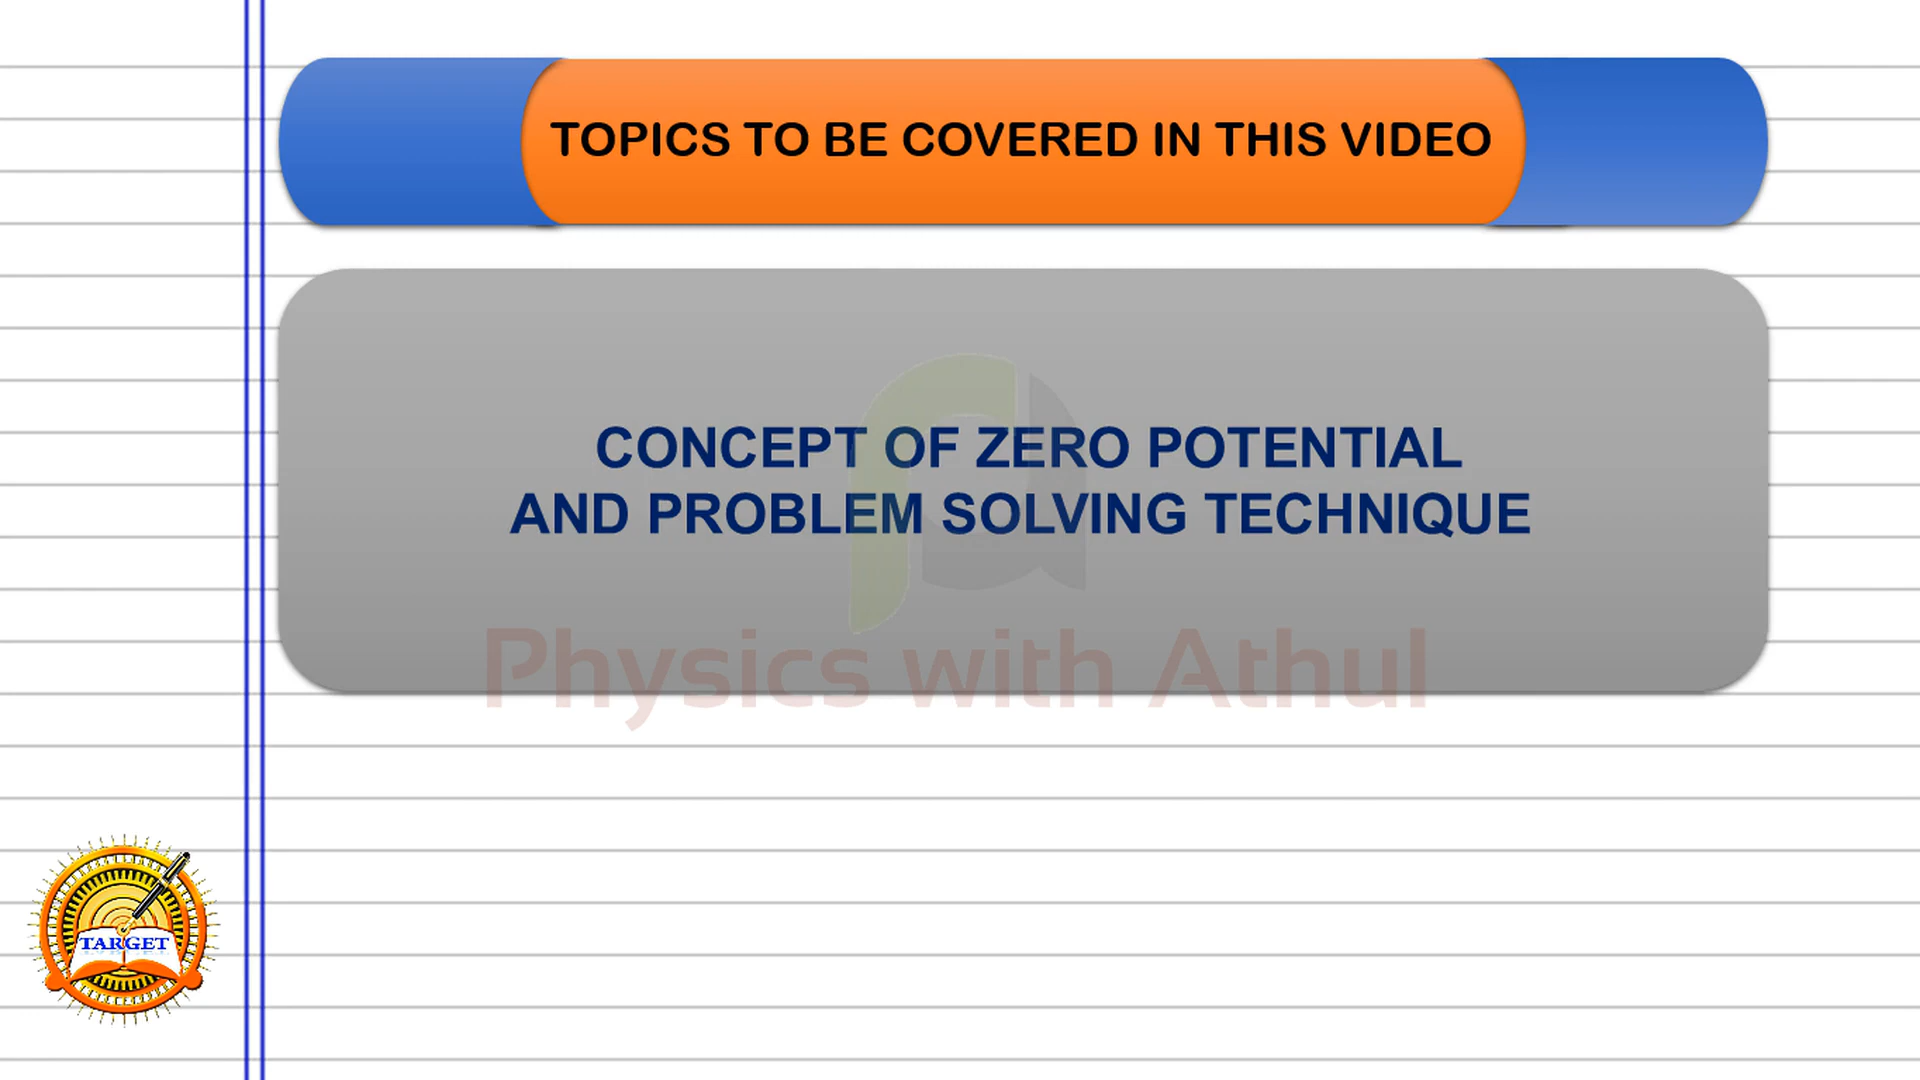 TOPICS TO BE COVERED IN THIS VIDEO
CONCEPT OF ZERO POTENTIAL
AND PROBLEM SOLVING TECHNIQUE
Physics with Athul
TARGET